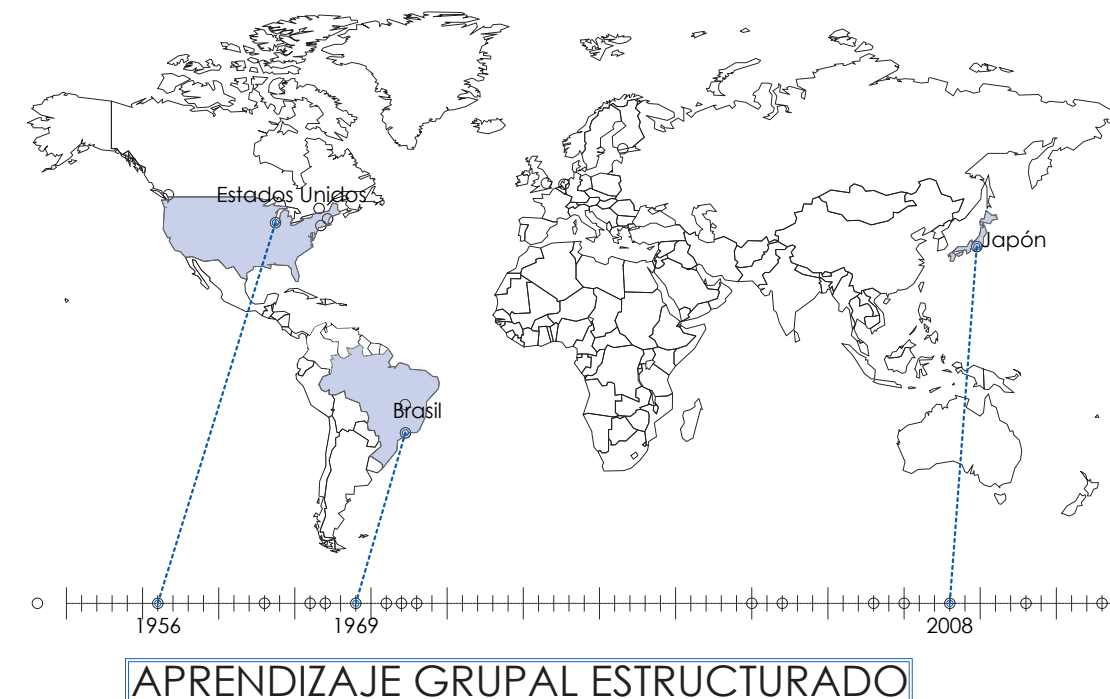 Estados Unidos
Japón
Brasil
1956
1969
2008
APRENDIZAJE GRUPAL ESTRUCTURADO